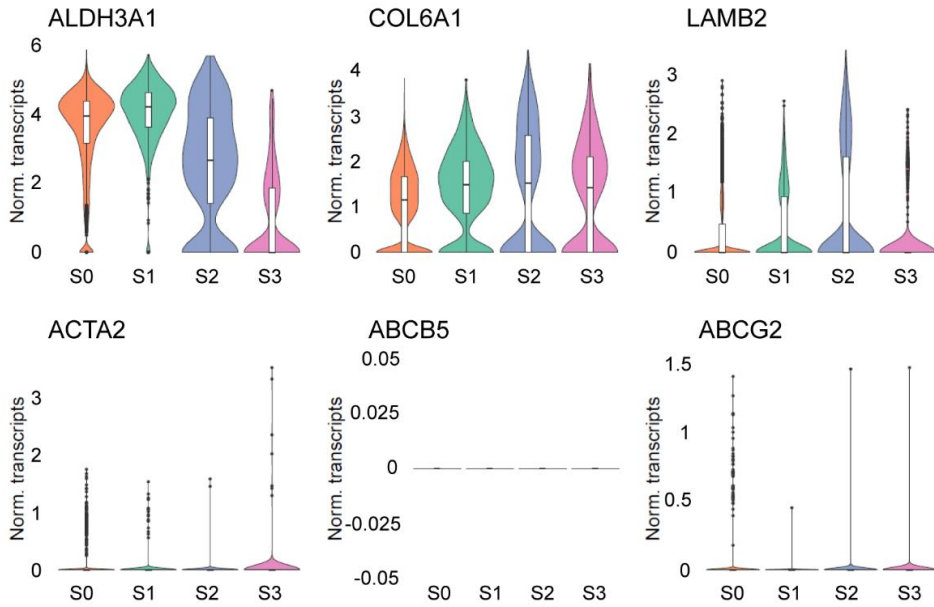 ALDH3A1 COL6A1 LAMB2
Norm. transcripts
6
4
2
0
S0 S1 S2 S3
Norm. transcripts
4
3
2
1
0
S0 S1 S2 S3
Norm. transcripts
3
2
1
0
S0 S1 S2 S3
ACTA2 ABCB5 ABCG2
Norm. transcripts
3
2
1
0
S0 S1 S2 S3
Norm. transcripts
0.05
0.025
0
-0.025
-0.05
S0 S1 S2 S3
Norm. transcripts
1.5
1
0.5
0
S0 S1 S2 S3